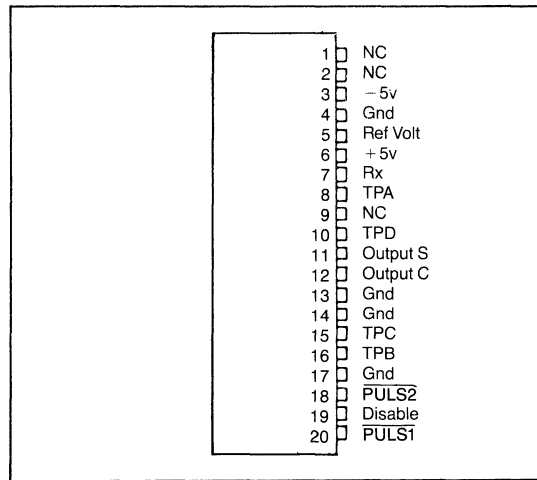 1 NC
2 NC
3 −5v
4 Gnd
5 Ref Volt
6 +5v
7 Rx
8 TPA
9 NC
10 TPD
11 Output S
12 Output C
13 Gnd
14 Gnd
15 TPC
16 TPB
17 Gnd
18 P̅U̅L̅S̅2̅
19 Disable
20 P̅U̅L̅S̅1̅